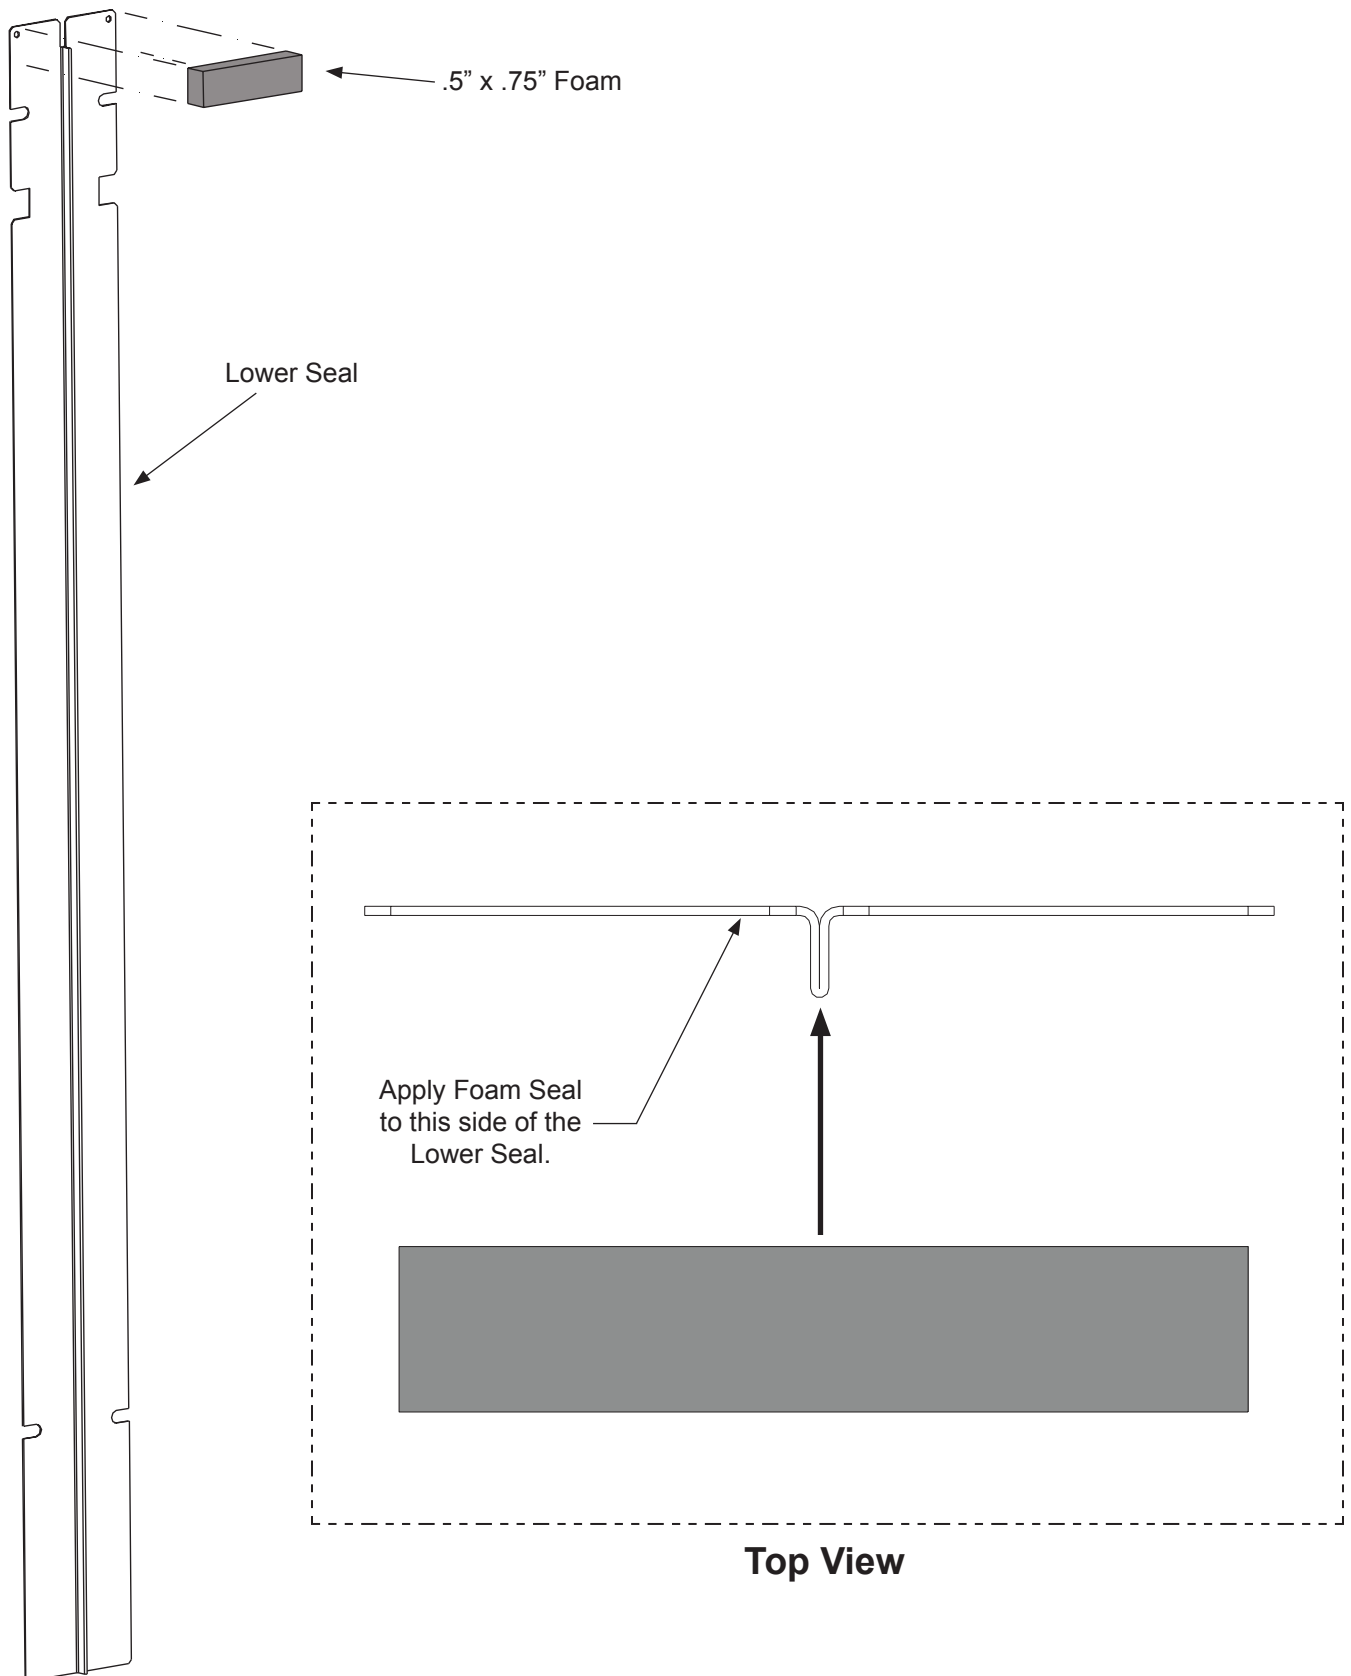 .5” x .75” Foam
Lower Seal
Apply Foam Seal
to this side of the
Lower Seal.
Top View